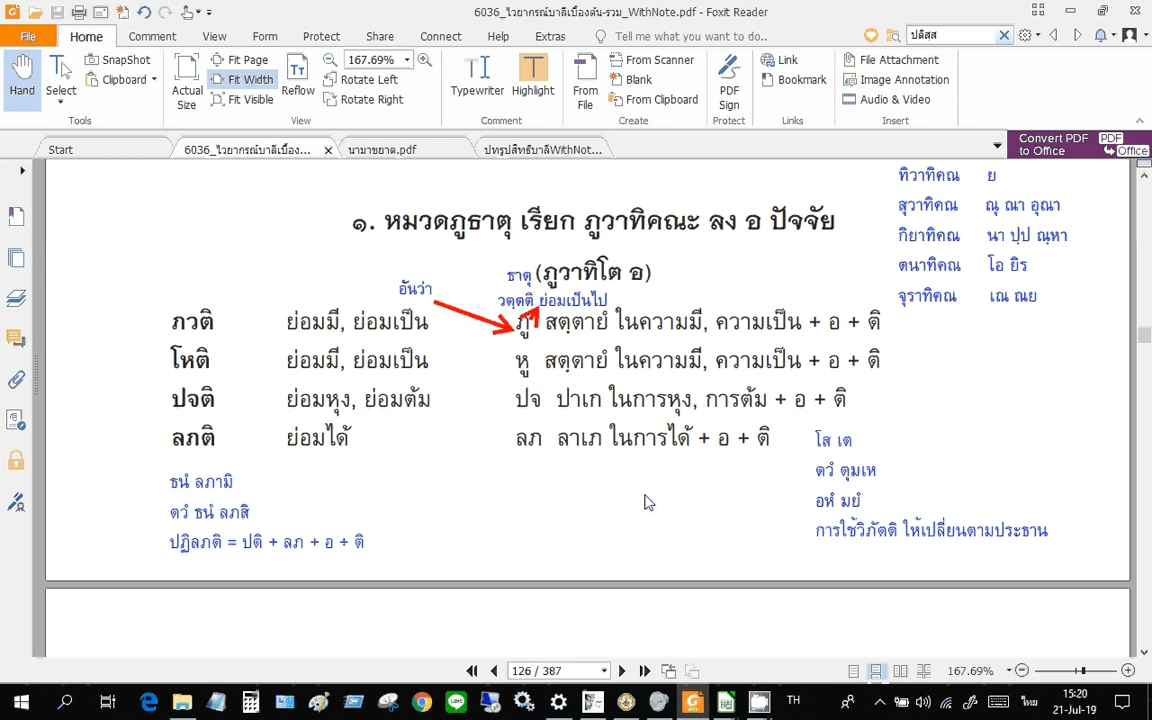 6036_ไวยากรณ์บาลีเบื้องต้น-รวม_WithNote.pdf - Foxit Reader
File Home Comment View Form Protect Share Connect Help Extras Tell me what you want to do.. ปติสฺส
Hand Select SnapShot Clipboard Actual Size Fit Page Fit Width Fit Visible Reflow 167.69% Rotate Left Rotate Right Typewriter Highlight From File From Scanner Blank From Clipboard PDF Sign Link Bookmark File Attachment Image Annotation Audio & Video
Tools View Comment Create Protect Links Insert
Start 6036_ไวยากรณ์บาลีเบื้อง... นามาขยาต.pdf ปทรูปสิทธิบาลีWithNot... Convert PDF to Office PDF Office
ทิวาทิคณ ย
สุวาทิคณ ณุ ณา อุณา
กิยาทิคณ นา ปฺป ณฺหา
ตนาทิคณ โอ ยิร
จุราทิคณ เณ ณย
๑. หมวดภูธาตุ เรียก ภูวาทิคณะ ลง อ ปัจจัย
ธาตุ (ภูวาทิโต อ)
อันว่า วตฺตติ ย่อมเป็นไป
ภวติ ย่อมมี, ย่อมเป็น ภู สตฺตายํ ในความมี, ความเป็น + อ + ติ
โหติ ย่อมมี, ย่อมเป็น หู สตฺตายํ ในความมี, ความเป็น + อ + ติ
ปจติ ย่อมหุง, ย่อมต้ม ปจ ปาเก ในการหุง, การต้ม + อ + ติ
ลภติ ย่อมได้ ลภ ลาเภ ในการได้ + อ + ติ
โส เต
ตวํ ตุมเห
อหํ มยํ
การใช้วิภัตติ ให้เปลี่ยนตามประธาน
ธนํ ลภามิ
ตวํ ธนํ ลภสิ
ปฏิลภติ = ปติ + ลภ + อ + ติ
126 / 387 167.69%
TH ไทย 15:20
21-Jul-19